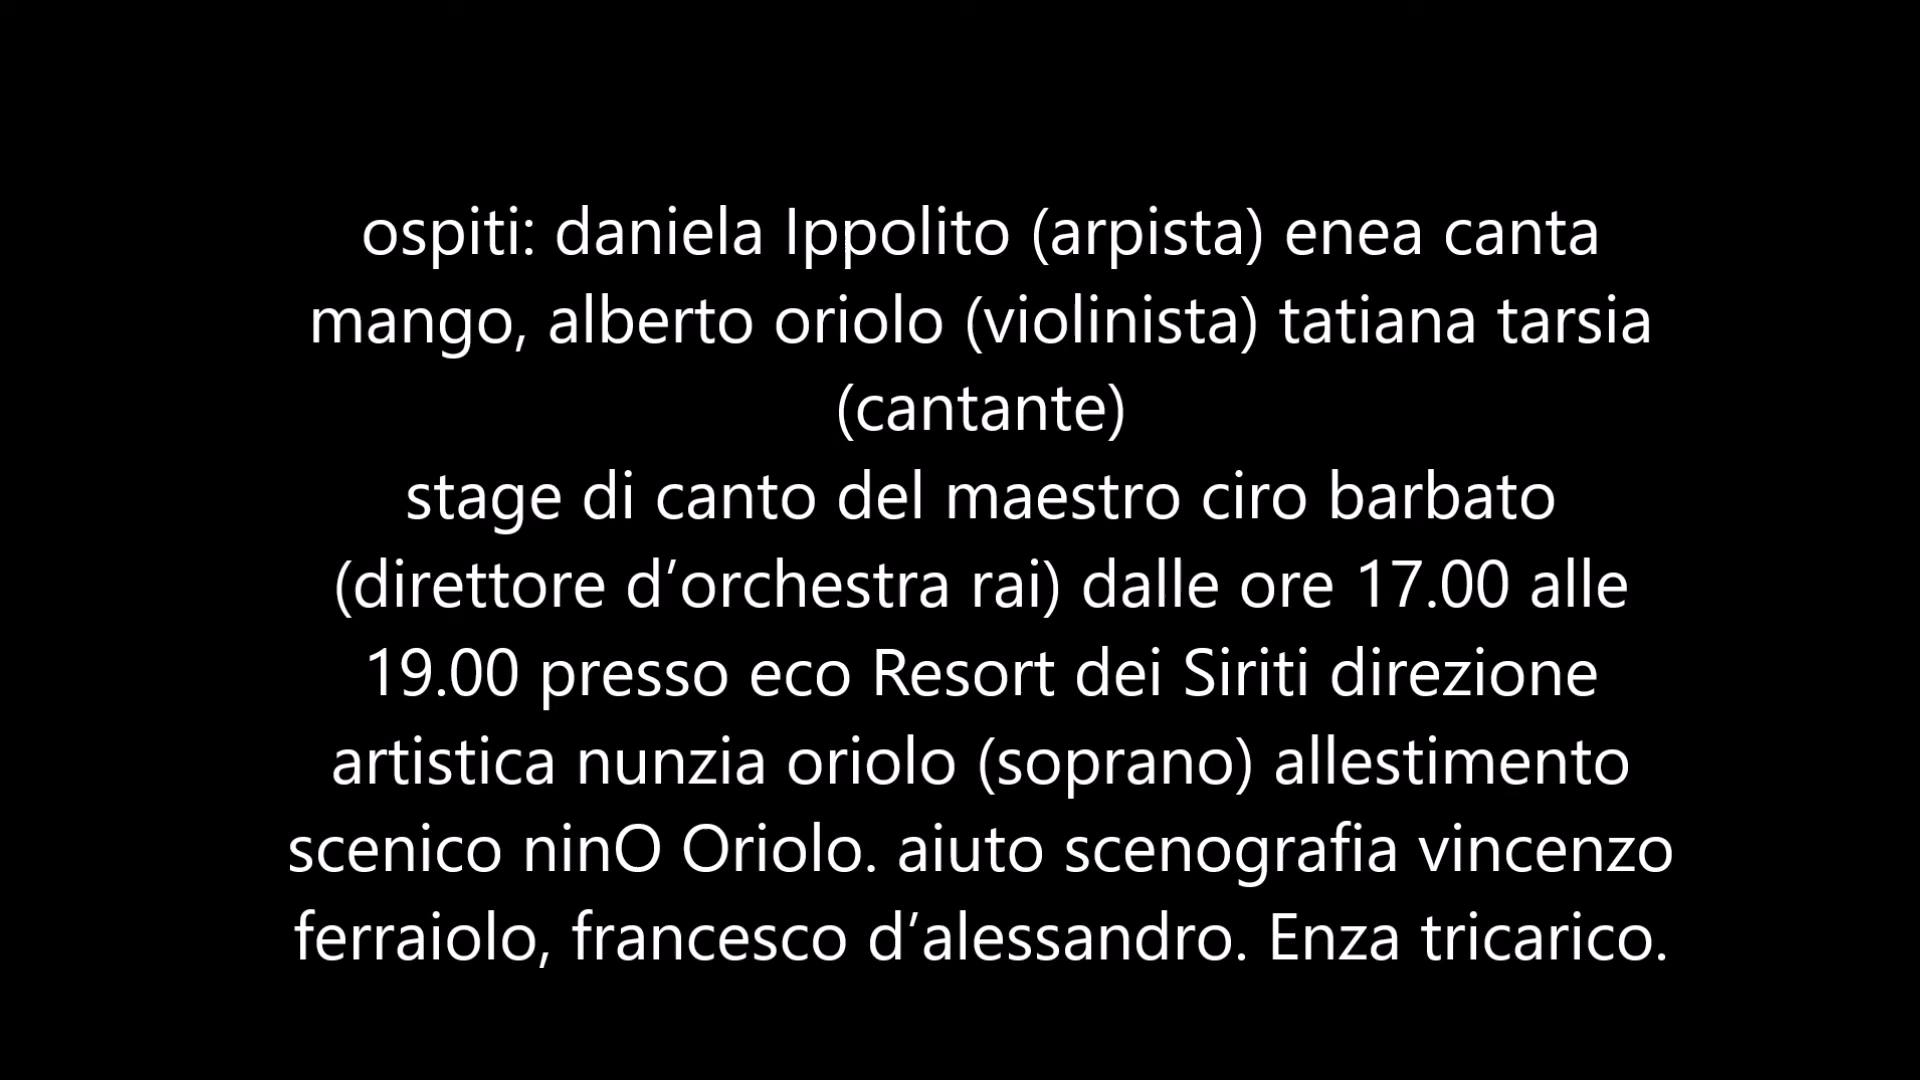 ospiti: daniela Ippolito (arpista) enea canta
mango, alberto oriolo (violinista) tatiana tarsia
(cantante)
stage di canto del maestro ciro barbato
(direttore d’orchestra rai) dalle ore 17.00 alle
19.00 presso eco Resort dei Siriti direzione
artistica nunzia oriolo (soprano) allestimento
scenico ninO Oriolo. aiuto scenografia vincenzo
ferraiolo, francesco d’alessandro. Enza tricarico.